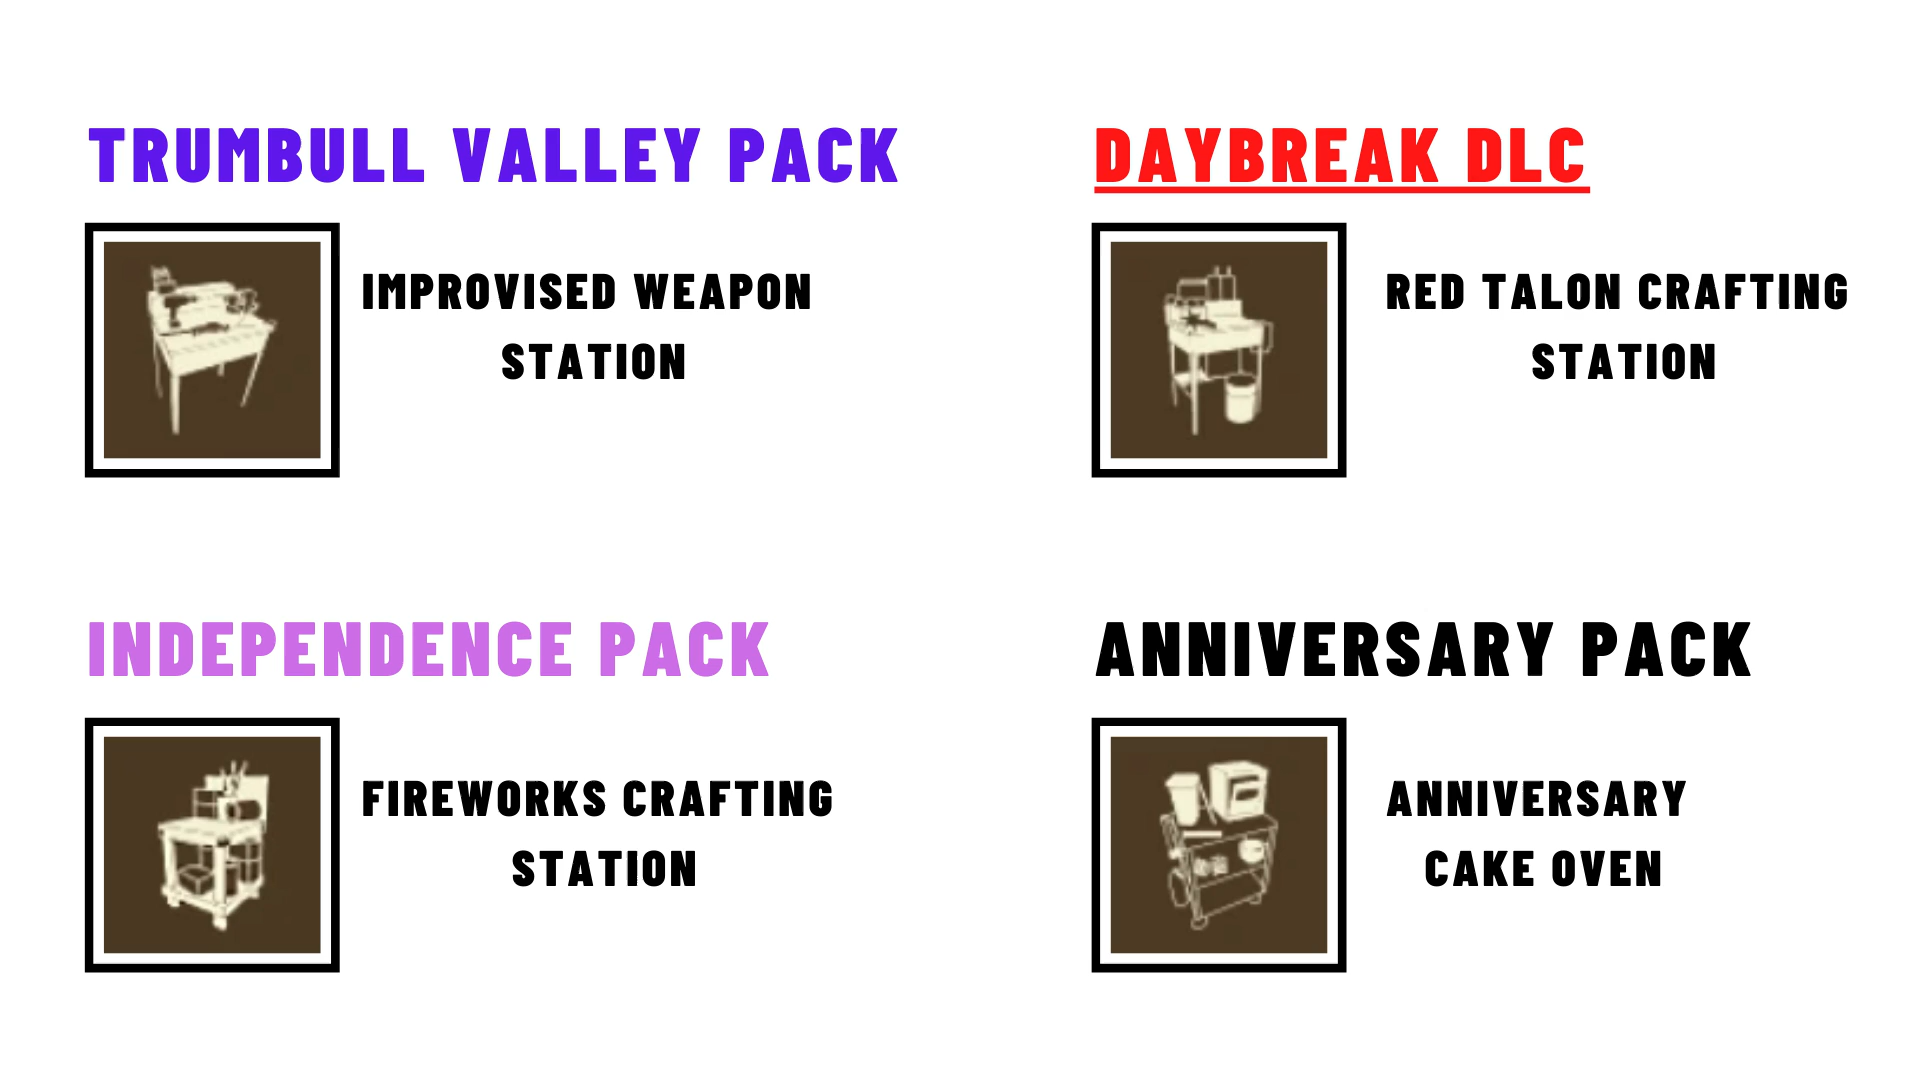 TRUMBULL VALLEY PACK
IMPROVISED WEAPON
STATION
DAYBREAK DLC
RED TALON CRAFTING
STATION
INDEPENDENCE PACK
FIREWORKS CRAFTING
STATION
ANNIVERSARY PACK
ANNIVERSARY
CAKE OVEN